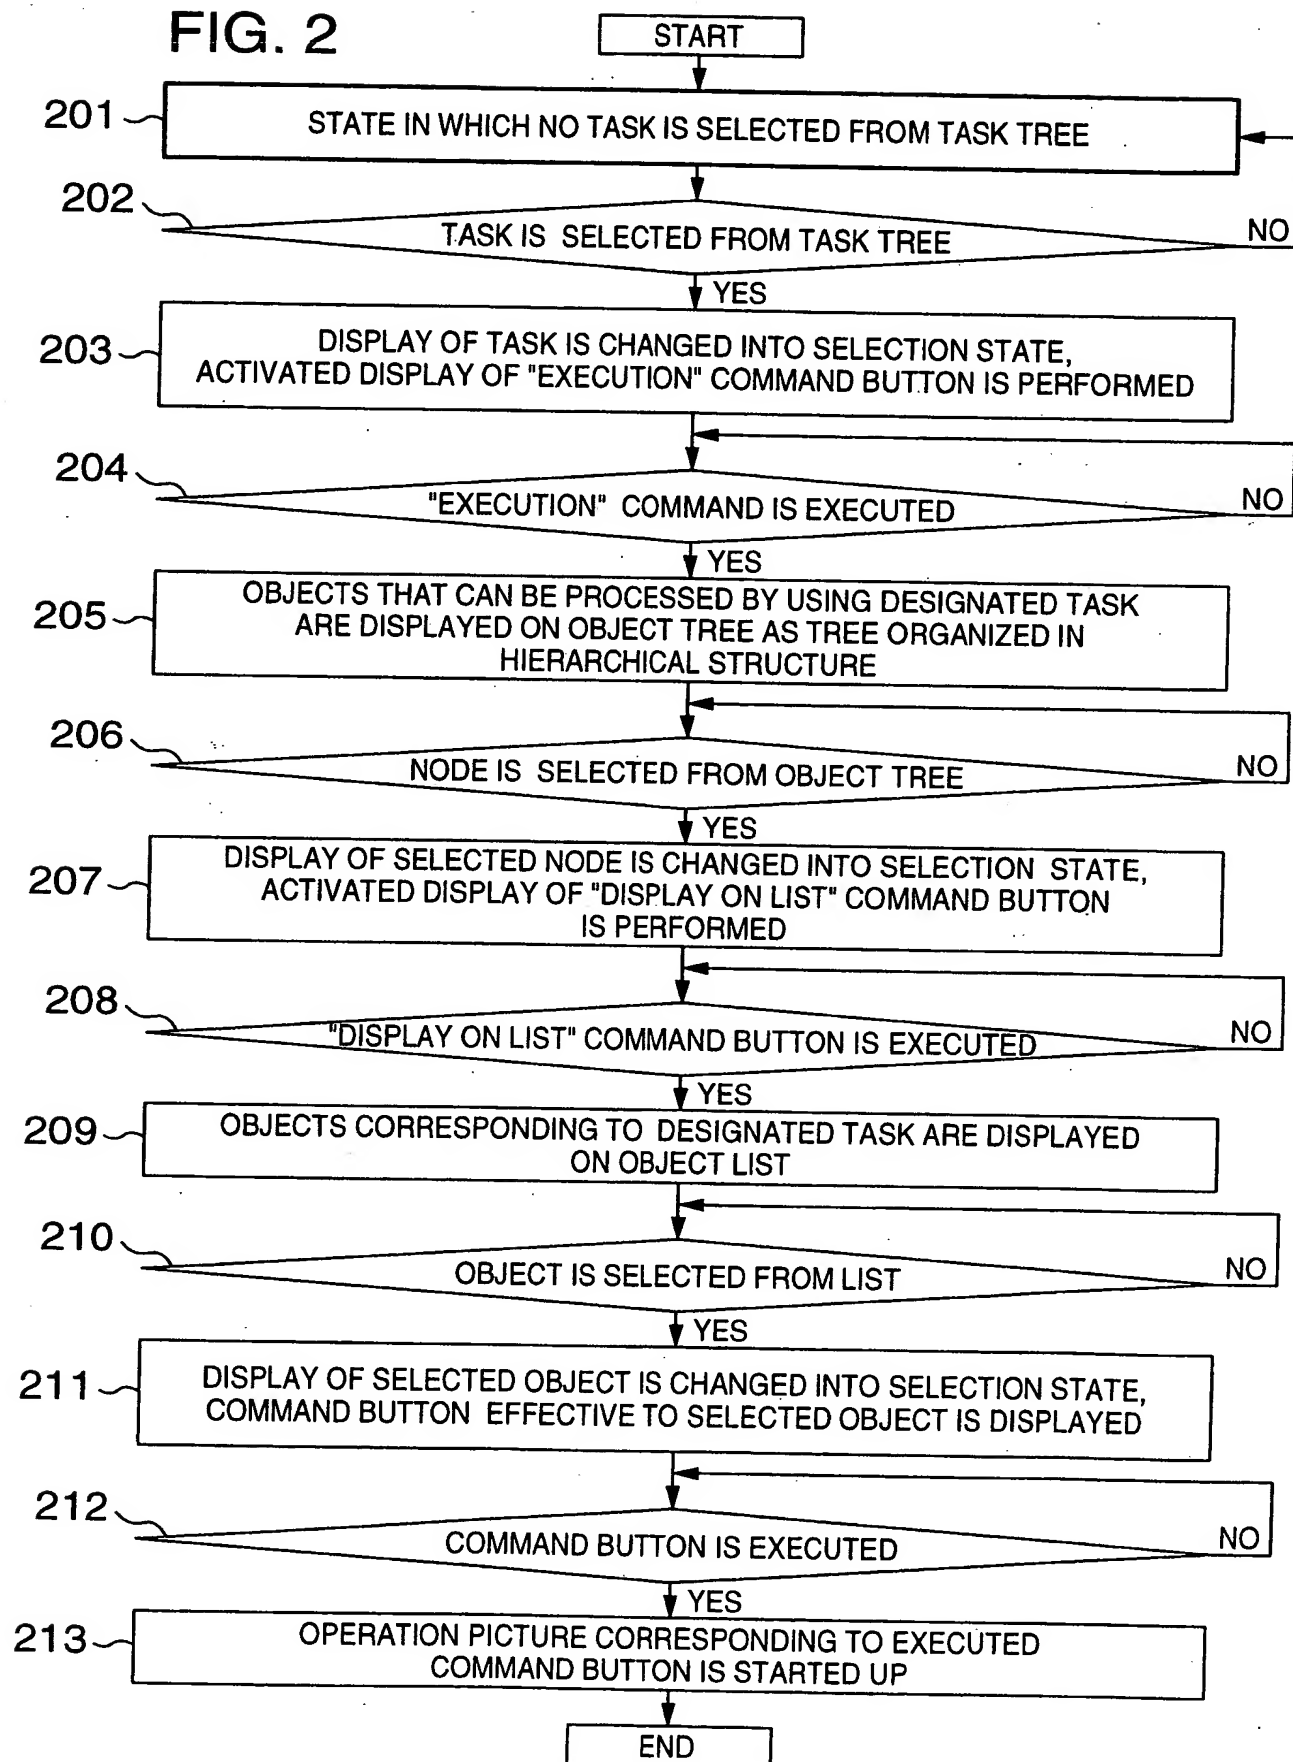 FIG. 2
START
201
STATE IN WHICH NO TASK IS SELECTED FROM TASK TREE
202
TASK IS SELECTED FROM TASK TREE
NO
YES
203
DISPLAY OF TASK IS CHANGED INTO SELECTION STATE,
ACTIVATED DISPLAY OF "EXECUTION" COMMAND BUTTON IS PERFORMED
204
"EXECUTION" COMMAND IS EXECUTED
NO
YES
205
OBJECTS THAT CAN BE PROCESSED BY USING DESIGNATED TASK
ARE DISPLAYED ON OBJECT TREE AS TREE ORGANIZED IN
HIERARCHICAL STRUCTURE
206
NODE IS SELECTED FROM OBJECT TREE
NO
YES
207
DISPLAY OF SELECTED NODE IS CHANGED INTO SELECTION STATE,
ACTIVATED DISPLAY OF "DISPLAY ON LIST" COMMAND BUTTON
IS PERFORMED
208
"DISPLAY ON LIST" COMMAND BUTTON IS EXECUTED
NO
YES
209
OBJECTS CORRESPONDING TO DESIGNATED TASK ARE DISPLAYED
ON OBJECT LIST
210
OBJECT IS SELECTED FROM LIST
NO
YES
211
DISPLAY OF SELECTED OBJECT IS CHANGED INTO SELECTION STATE,
COMMAND BUTTON EFFECTIVE TO SELECTED OBJECT IS DISPLAYED
212
COMMAND BUTTON IS EXECUTED
NO
YES
213
OPERATION PICTURE CORRESPONDING TO EXECUTED
COMMAND BUTTON IS STARTED UP
END